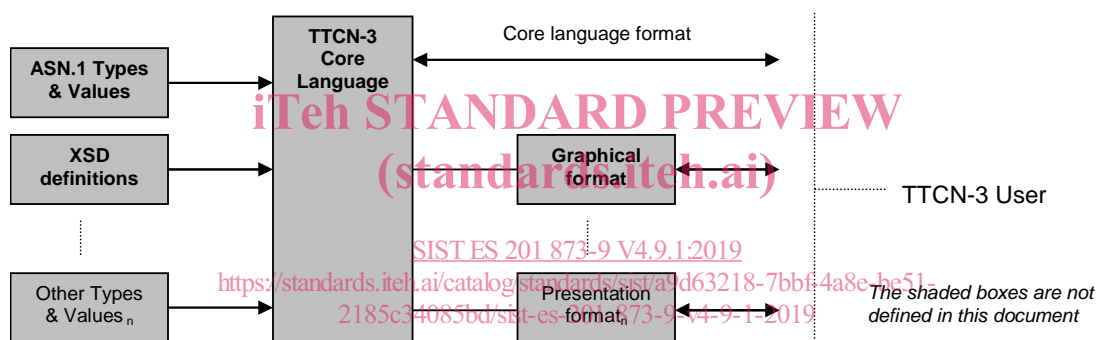 TTCN-3
Core
Language
Core language format
ASN.1 Types
& Values
iTeh STANDARD PREVIEW
XSD
definitions
Graphical
format
(standards.iteh.ai)
TTCN-3 User
SIST ES 201 873-9 V4.9.1:2019
https://standards.iteh.ai/catalog/standards/sist/a9d63218-7bbf-4a8e-be51-
2185c34085bd/sist-es-201-873-9-v4-9-1-2019
Other Types
& Values n
Presentation
format n
The shaded boxes are not
defined in this document